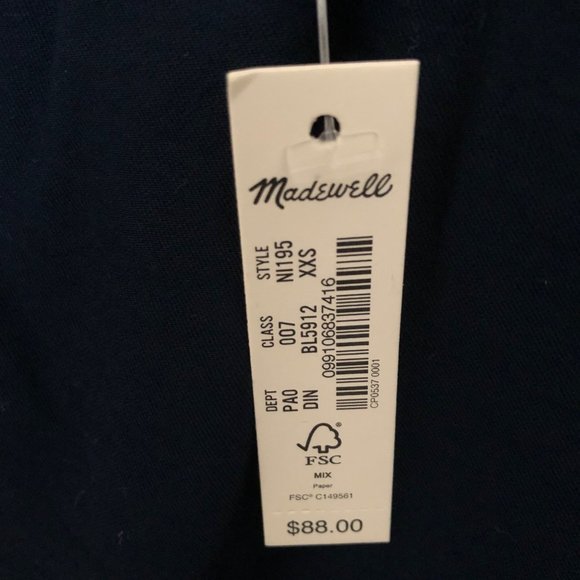 Madewell
DEPT CLASS STYLE
PAO 007 NI195
DIN BL5912 XXS
099106837416
CP0537 0001
FSC®
MIX
Paper
FSC® C149561
$88.00